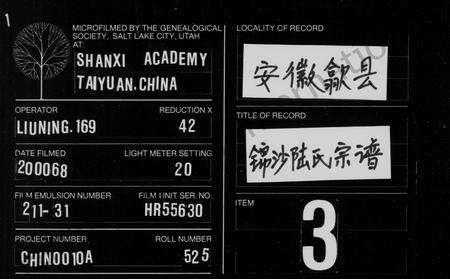 1
MICROFILMED BY THE GENEALOGICAL
SOCIETY, SALT LAKE CITY, UTAH
AT:
SHANXI ACADEMY
TAIYUAN.CHINA
OPERATOR REDUCTION X
LIUNING.169 42
DATE FILMED LIGHT METER SETTING
200068 20
FILM EMULSION NUMBER FILM UNIT SER. NO.
211-31 HR55630
PROJECT NUMBER ROLL NUMBER
CHIN0010A 525
LOCALITY OF RECORD
安徽歙县
TITLE OF RECORD
锦沙陆氏宗谱
ITEM
3